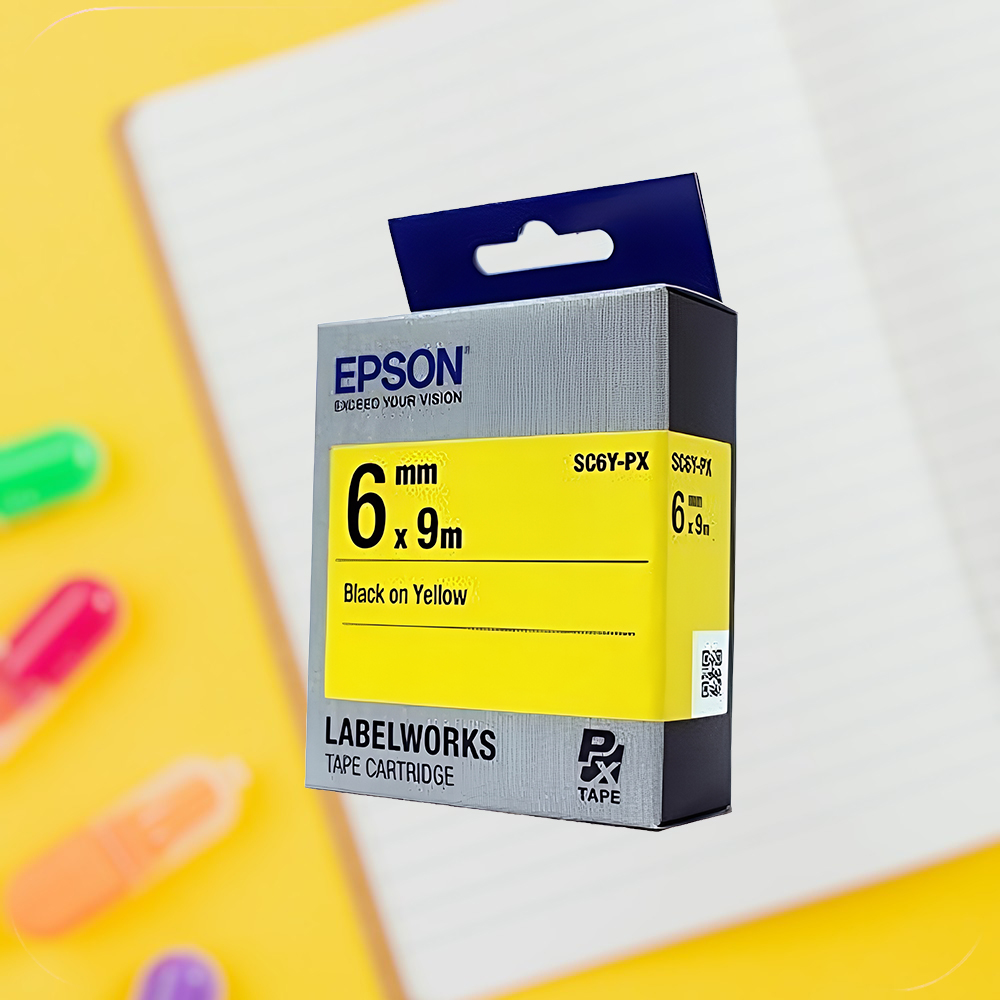 EPSON
EXCEED YOUR VISION
6 mm
x 9m
SC6Y-PX
Black on Yellow
LABELWORKS
TAPE CARTRIDGE
Px
TAPE
SC6Y-PX
6 mm
x 9m